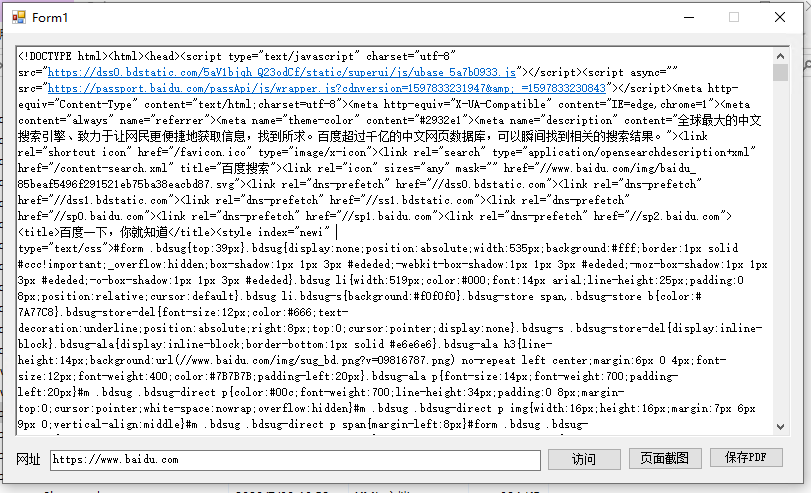 Form1
<!DOCTYPE html><html><head><script type="text/javascript" charset="utf-8"
src="https://dss0.bdstatic.com/5aV1bjqh_Q23odCf/static/superui/js/ubase_5a7b0933.js"></script><script async=""
src="https://passport.baidu.com/passApi/js/wrapper.js?cdnversion=1597833231947&amp;_=1597833230843"></script><meta http-
equiv="Content-Type" content="text/html;charset=utf-8"><meta http-equiv="X-UA-Compatible" content="IE=edge,chrome=1"><meta
content="always" name="referrer"><meta name="theme-color" content="#2932e1"><meta name="description" content="全球最大的中文
搜索引擎、致力于让网民更便捷地获取信息，找到所求。百度超过千亿的中文网页数据库，可以瞬间找到相关的搜索结果。"><link
rel="shortcut icon" href="/favicon.ico" type="image/x-icon"><link rel="search" type="application/opensearchdescription+xml"
href="/content-search.xml" title="百度搜索"><link rel="icon" sizes="any" mask="" href="//www.baidu.com/img/baidu_
85beaf5496f291521eb75ba38eacbd87.svg"><link rel="dns-prefetch" href="//dss0.bdstatic.com"><link rel="dns-prefetch"
href="//dss1.bdstatic.com"><link rel="dns-prefetch" href="//ss1.bdstatic.com"><link rel="dns-prefetch"
href="//sp0.baidu.com"><link rel="dns-prefetch" href="//sp1.baidu.com"><link rel="dns-prefetch" href="//sp2.baidu.com">
<title>百度一下，你就知道</title><style index="newi"
type="text/css">#form .bdsug{top:39px}.bdsug{display:none;position:absolute;width:535px;background:#fff;border:1px solid
#ccc!important;_overflow:hidden;box-shadow:1px 1px 3px #ededed;-webkit-box-shadow:1px 1px 3px #ededed;-moz-box-shadow:1px 1px
3px #ededed;-o-box-shadow:1px 1px 3px #ededed}.bdsug li{width:519px;color:#000;font:14px arial;line-height:25px;padding:0
8px;position:relative;cursor:default}.bdsug li.bdsug-s{background:#f0f0f0}.bdsug-store span,.bdsug-store b{color:#
7A77C8}.bdsug-store-del{font-size:12px;color:#666;text-
decoration:underline;position:absolute;right:8px;top:0;cursor:pointer;display:none}.bdsug-s .bdsug-store-del{display:inline-
block}.bdsug-ala{display:inline-block;border-bottom:1px solid #e6e6e6}.bdsug-ala h3{line-
height:14px;background:url(//www.baidu.com/img/sug_bd.png?v=09816787.png) no-repeat left center;margin:6px 0 4px;font-
size:12px;font-weight:400;color:#7B7B7B;padding-left:20px}.bdsug-ala p{font-size:14px;font-weight:700;padding-
left:20px}#m .bdsug .bdsug-direct p{color:#00c;font-weight:700;line-height:34px;padding:0 8px;margin-
top:0;cursor:pointer;white-space:nowrap;overflow:hidden}#m .bdsug .bdsug-direct p img{width:16px;height:16px;margin:7px 6px
9px 0;vertical-align:middle}#m .bdsug .bdsug-direct p span{margin-left:8px}#form .bdsug .bdsug-
网址 https://www.baidu.com 访问 页面截图 保存PDF